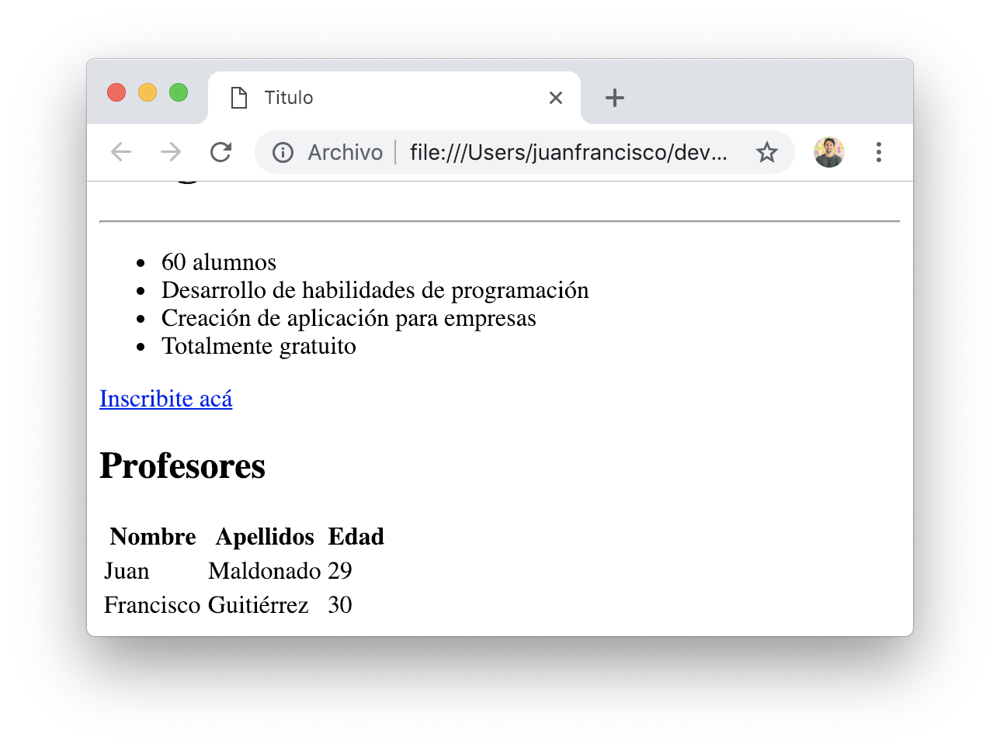 Titulo
Archivo file:///Users/juanfrancisco/dev...
60 alumnos
Desarrollo de habilidades de programación
Creación de aplicación para empresas
Totalmente gratuito
Inscribite acá
Profesores
Nombre Apellidos Edad
Juan Maldonado 29
Francisco Guitiérrez 30